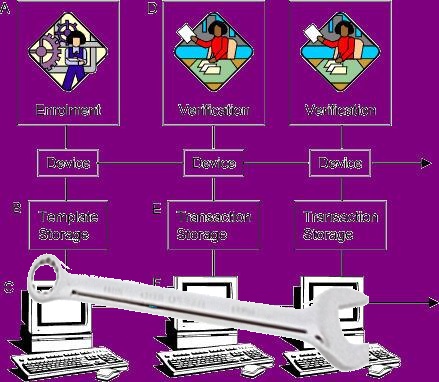 A
D
Enrolment
Verification
Verification
Device
Device
Device
B
E
Template
Storage
Transaction
Storage
Transaction
Storage
C
F